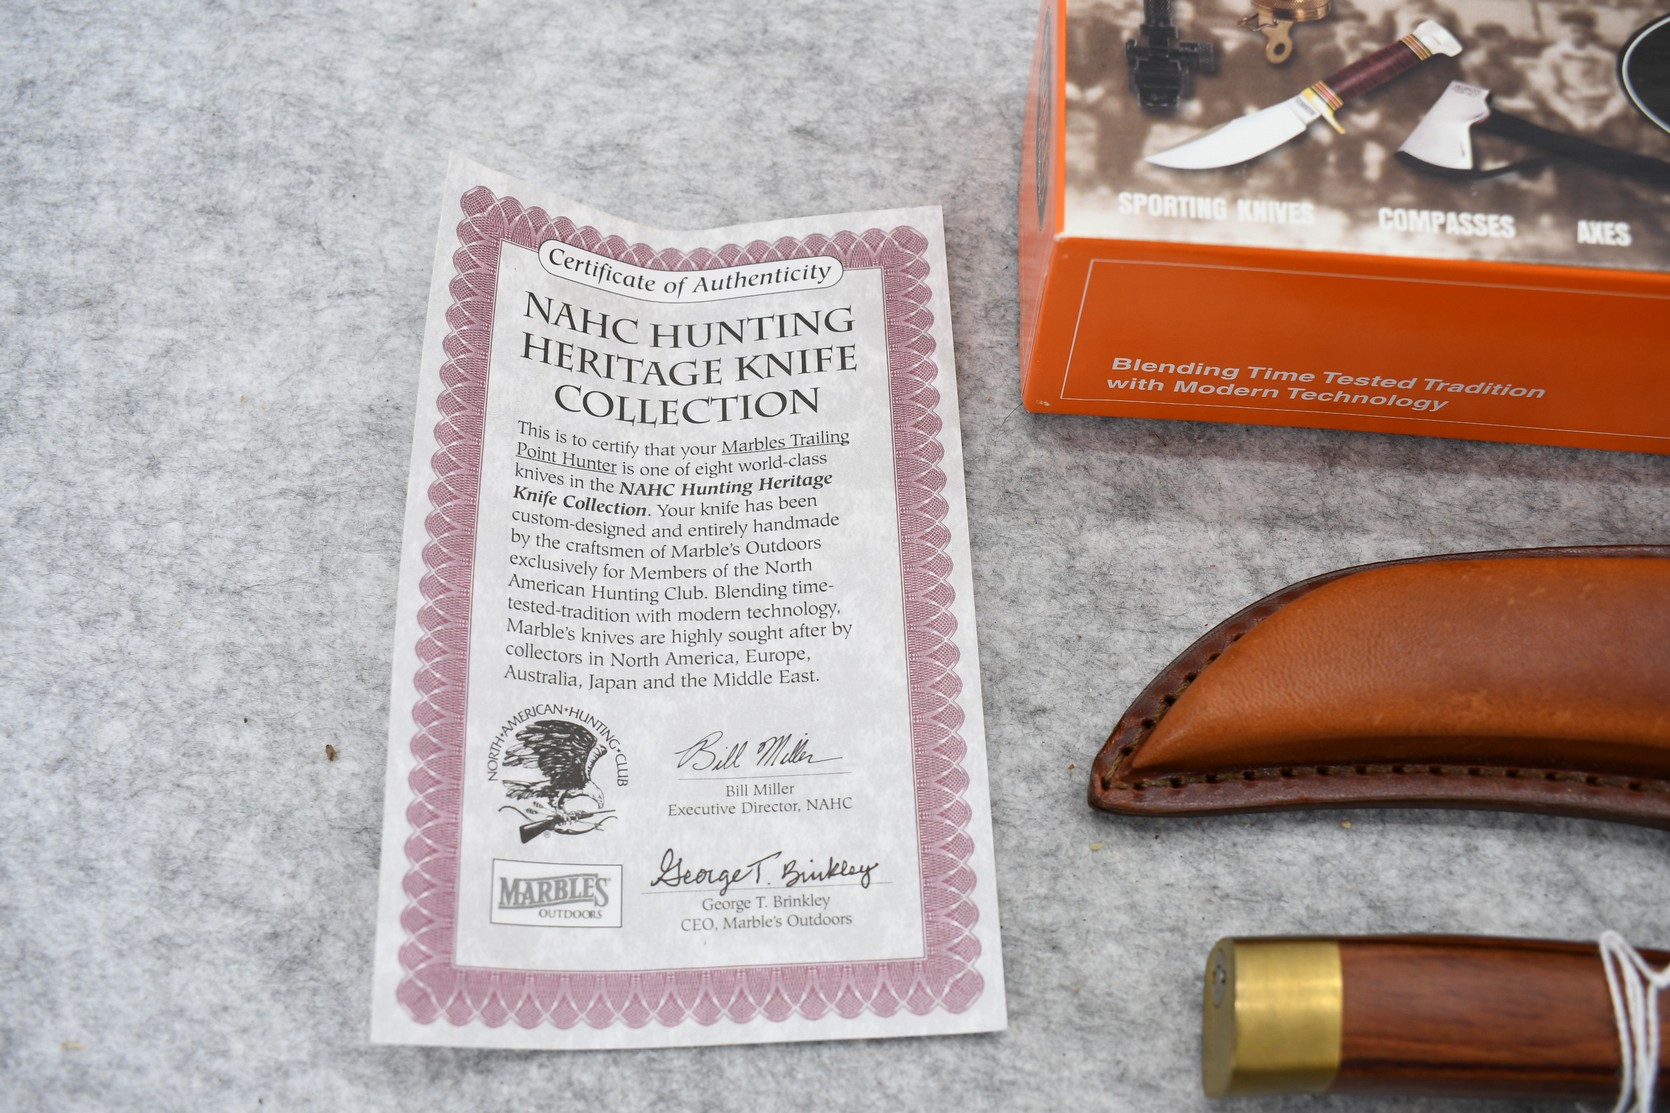 Certificate of Authenticity
NAHC HUNTING
HERITAGE KNIFE
COLLECTION
This is to certify that your Marbles Trailing
Point Hunter is one of eight world-class
knives in the NAHC Hunting Heritage
Knife Collection. Your knife has been
custom-designed and entirely handmade
by the craftsmen of Marble's Outdoors
exclusively for Members of the North
American Hunting Club. Blending time-
tested-tradition with modern technology,
Marble's knives are highly sought after by
collectors in North America, Europe,
Australia, Japan and the Middle East.
NORTH•AMERICAN•HUNTING•CLUB
Bill Miller
Bill Miller
Executive Director, NAHC
MARBLE'S
OUTDOORS
George T. Brinkley
George T. Brinkley
CEO, Marble's Outdoors
SPORTING KNIVES
COMPASSES
AXES
Blending Time Tested Tradition
with Modern Technology